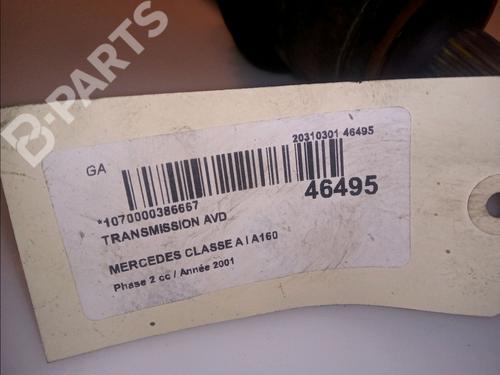 B-PARTS
GA
20310301 46495
46495
*1070000386667
TRANSMISSION AVD
MERCEDES CLASSE A I A160
Phase 2 cc / Année 2001